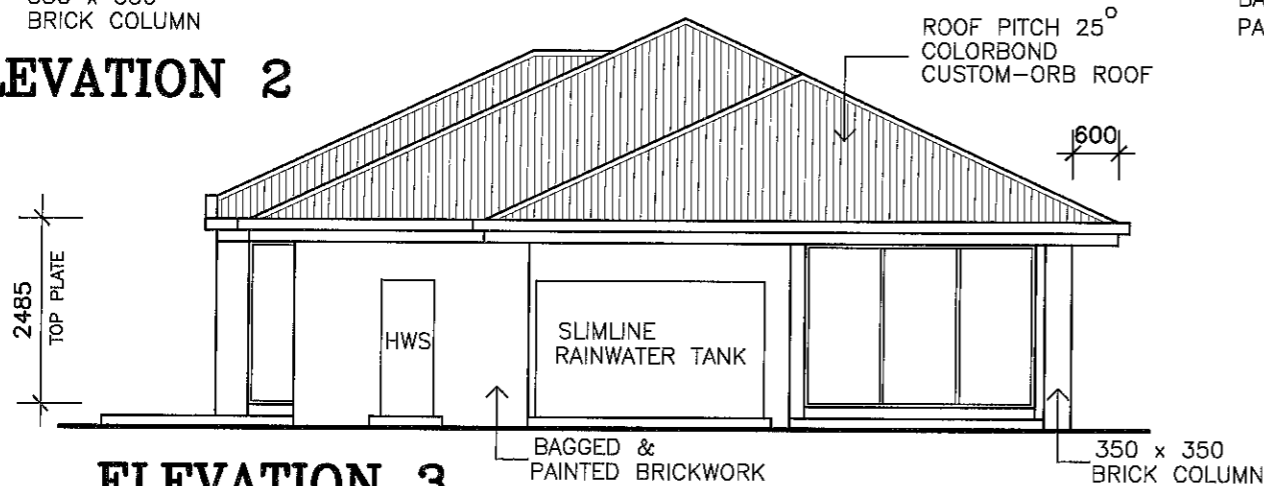 BRICK COLUMN
ELEVATION 2
ROOF PITCH 25°
COLORBOND
CUSTOM-ORB ROOF
600
2485
TOP PLATE
HWS
SLIMLINE
RAINWATER TANK
BAGGED &
PAINTED BRICKWORK
350 x 350
BRICK COLUMN
ELEVATION 3